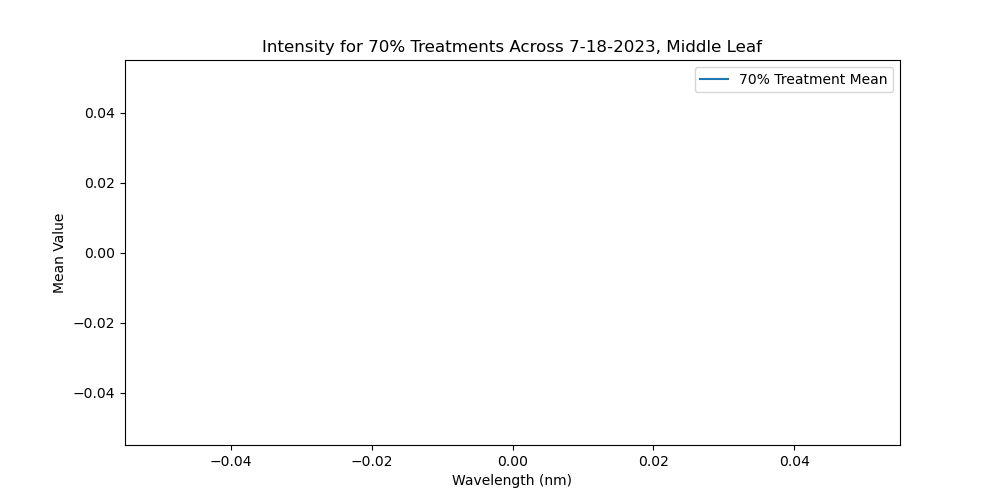 Intensity for 70% Treatments Across 7-18-2023, Middle Leaf
70% Treatment Mean
0.04
0.02
0.00
−0.02
−0.04
Mean Value
−0.04
−0.02
0.00
0.02
0.04
Wavelength (nm)